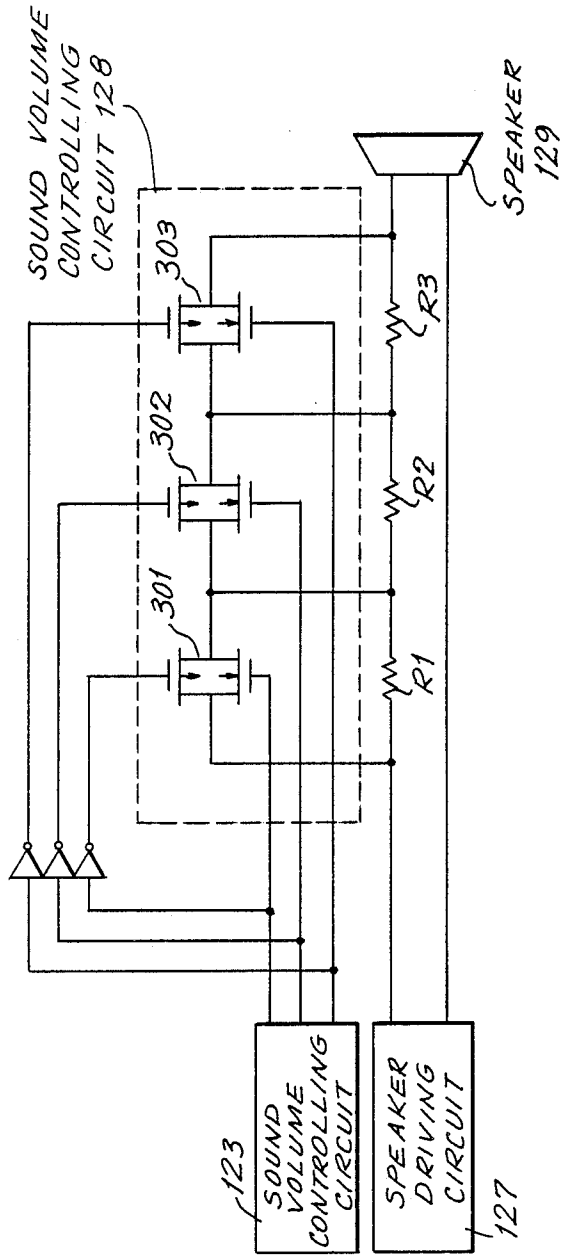 SOUND VOLUME
CONTROLLING
CIRCUIT 128
303
302
301
SPEAKER
129
R3
R2
R1
123
SOUND
VOLUME
CONTROLLING
CIRCUIT
SPEAKER
DRIVING
CIRCUIT
127